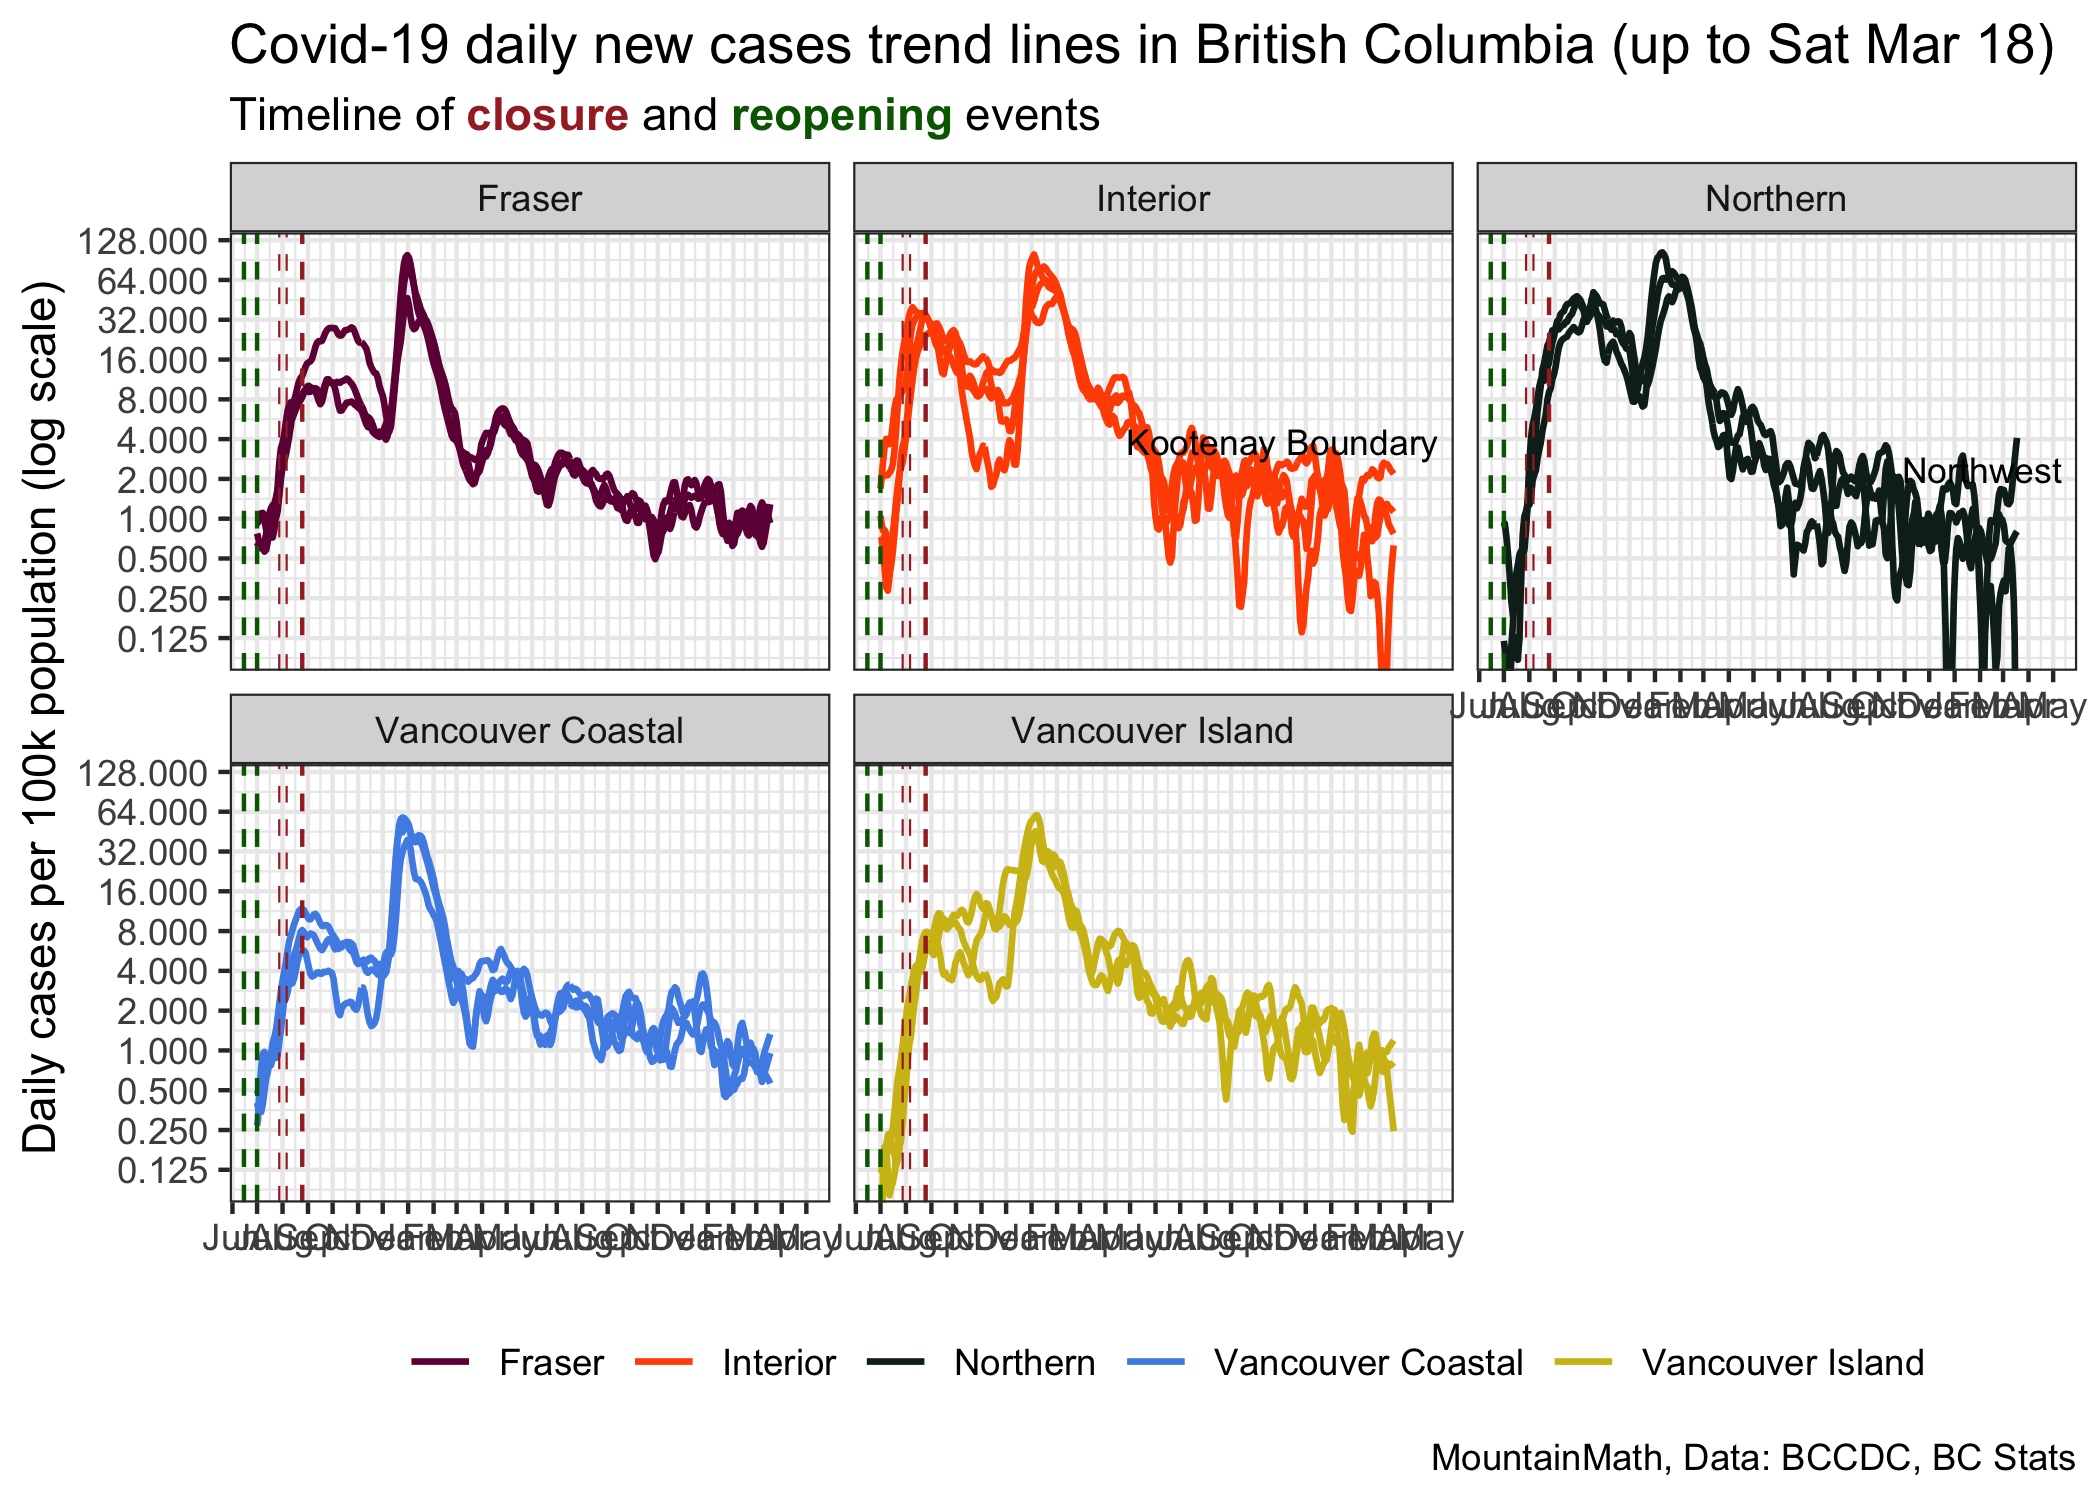 Covid-19 daily new cases trend lines in British Columbia (up to Sat Mar 18)
Timeline of closure and reopening events
Daily cases per 100k population (log scale)
Fraser
Interior
Northern
128.000
64.000
32.000
16.000
8.000
4.000
2.000
1.000
0.500
0.250
0.125
Kootenay Boundary
Northwest
Vancouver Coastal
Vancouver Island
128.000
64.000
32.000
16.000
8.000
4.000
2.000
1.000
0.500
0.250
0.125
Fraser
Interior
Northern
Vancouver Coastal
Vancouver Island
MountainMath, Data: BCCDC, BC Stats